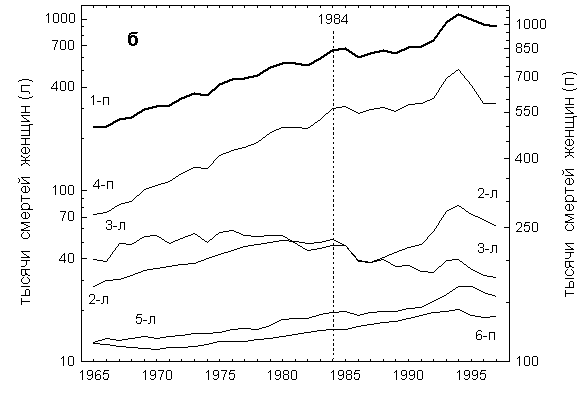 1984
б
1000
700
400
100
70
40
10
тысячи смертей женщин (л)
1000
850
700
550
400
250
100
тысячи смертей женщин (п)
1-п
4-п
3-л
2-л
2-л
3-л
5-л
6-п
1965 1970 1975 1980 1985 1990 1995